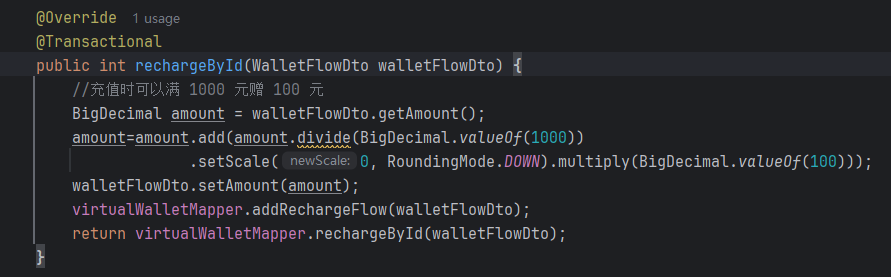 @Override 1 usage
@Transactional
public int rechargeById(WalletFlowDto walletFlowDto) {
//充值时可以满 1000 元赠 100 元
BigDecimal amount = walletFlowDto.getAmount();
amount=amount.add(amount.divide(BigDecimal.valueOf(1000))
.setScale( newScale: 0, RoundingMode.DOWN).multiply(BigDecimal.valueOf(100)));
walletFlowDto.setAmount(amount);
virtualWalletMapper.addRechargeFlow(walletFlowDto);
return virtualWalletMapper.rechargeById(walletFlowDto);
}